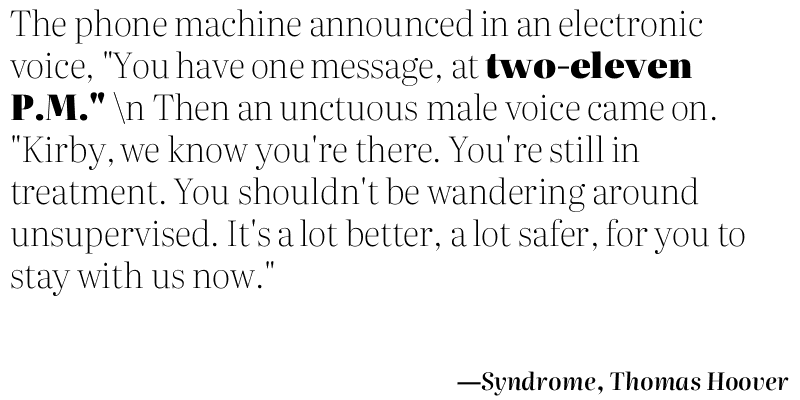 The phone machine announced in an electronic
voice, "You have one message, at two-eleven
P.M." \n Then an unctuous male voice came on.
"Kirby, we know you're there. You're still in
treatment. You shouldn't be wandering around
unsupervised. It's a lot better, a lot safer, for you to
stay with us now."
—Syndrome, Thomas Hoover